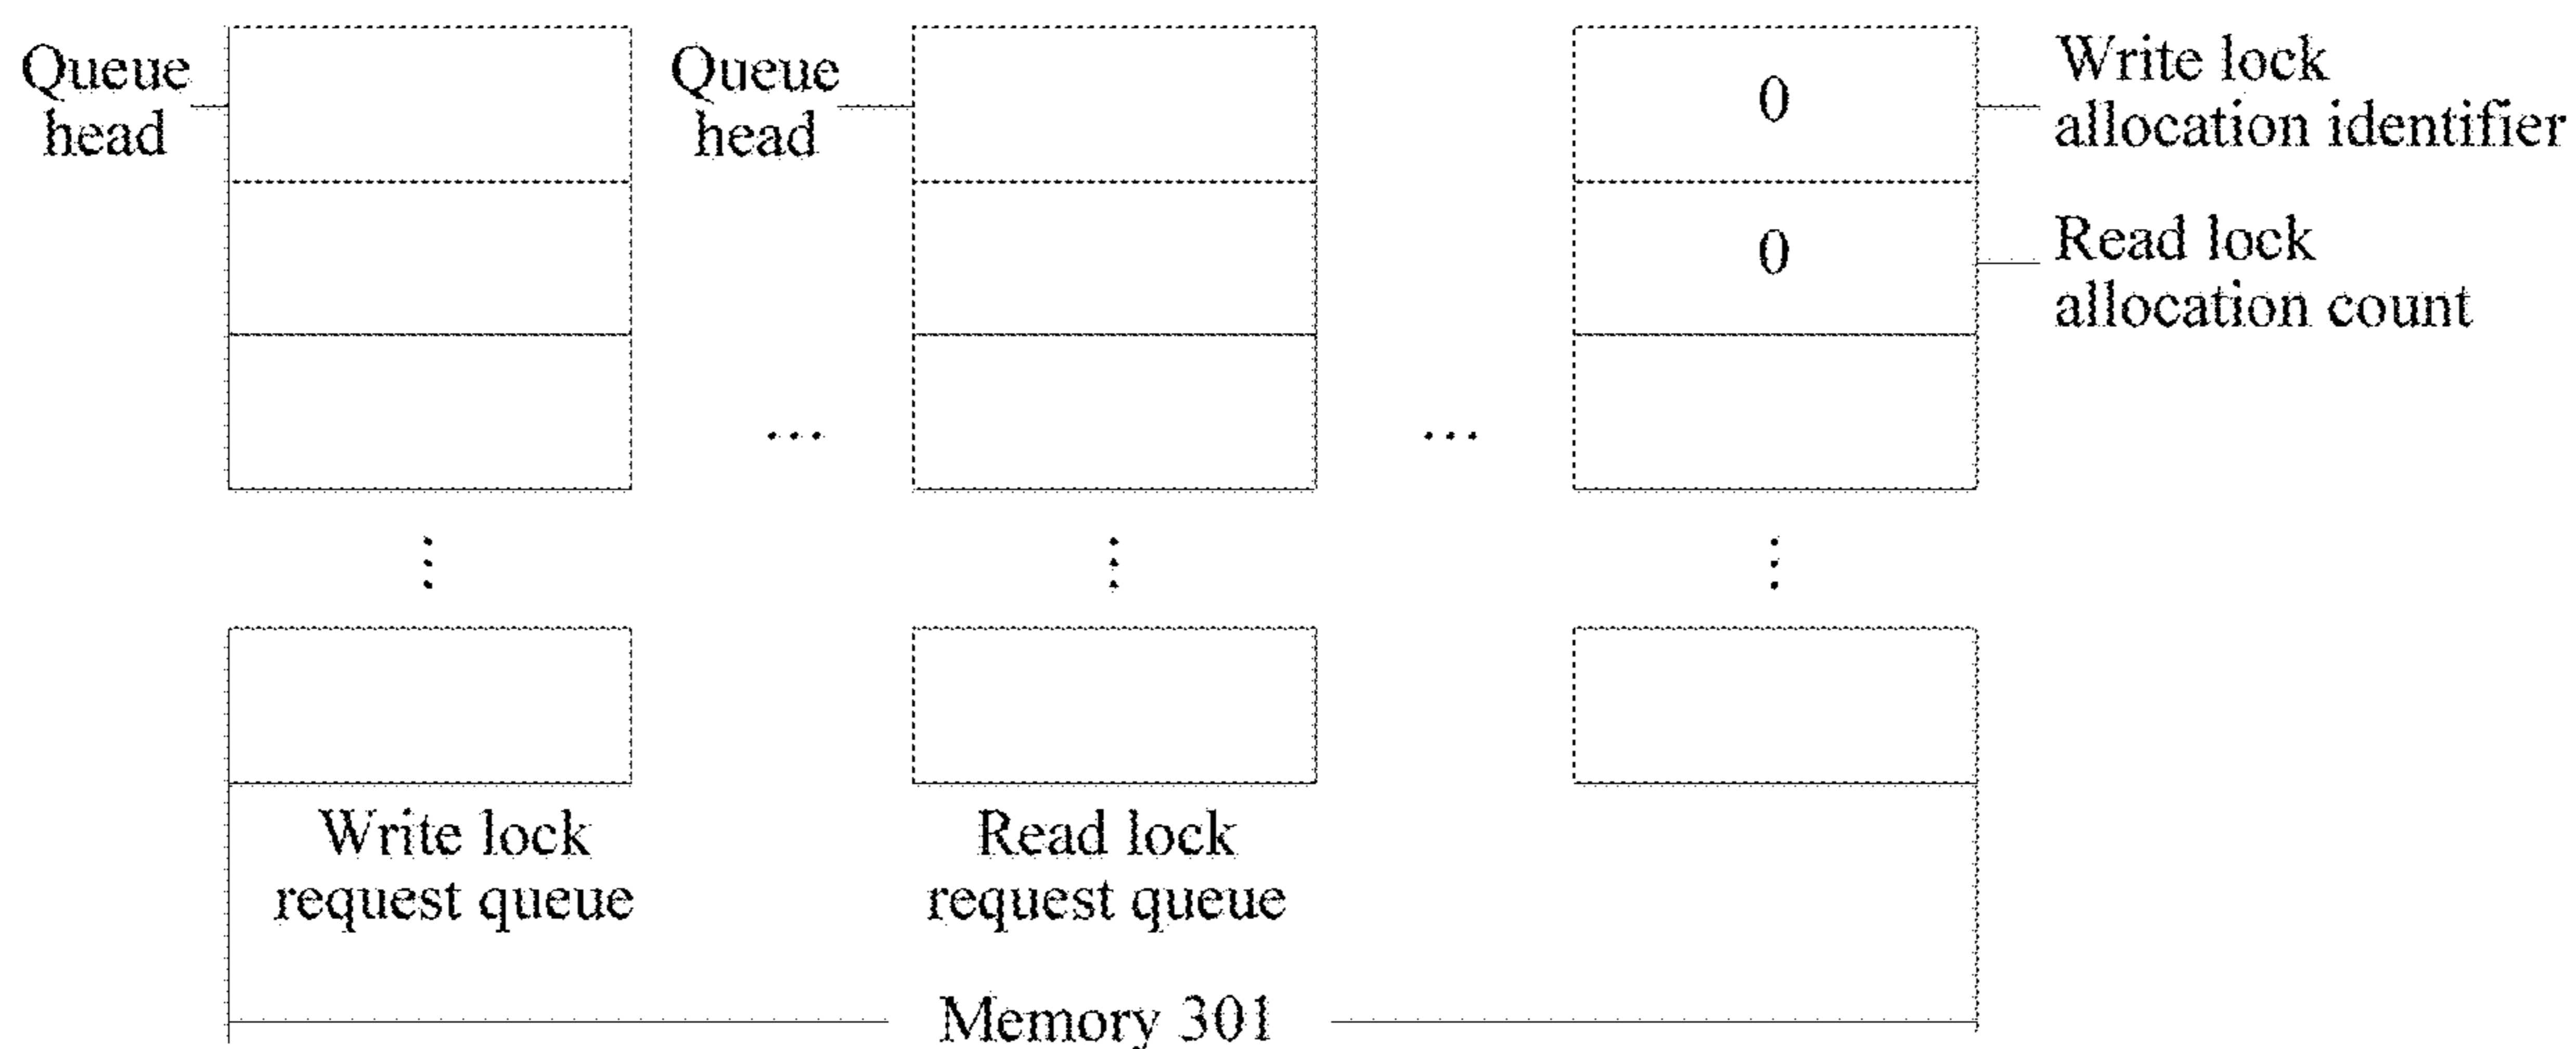 Queue
head
Queue
head
0
Write lock
allocation identifier
0
Read lock
allocation count
...
...
Write lock
request queue
Read lock
request queue
Memory 301